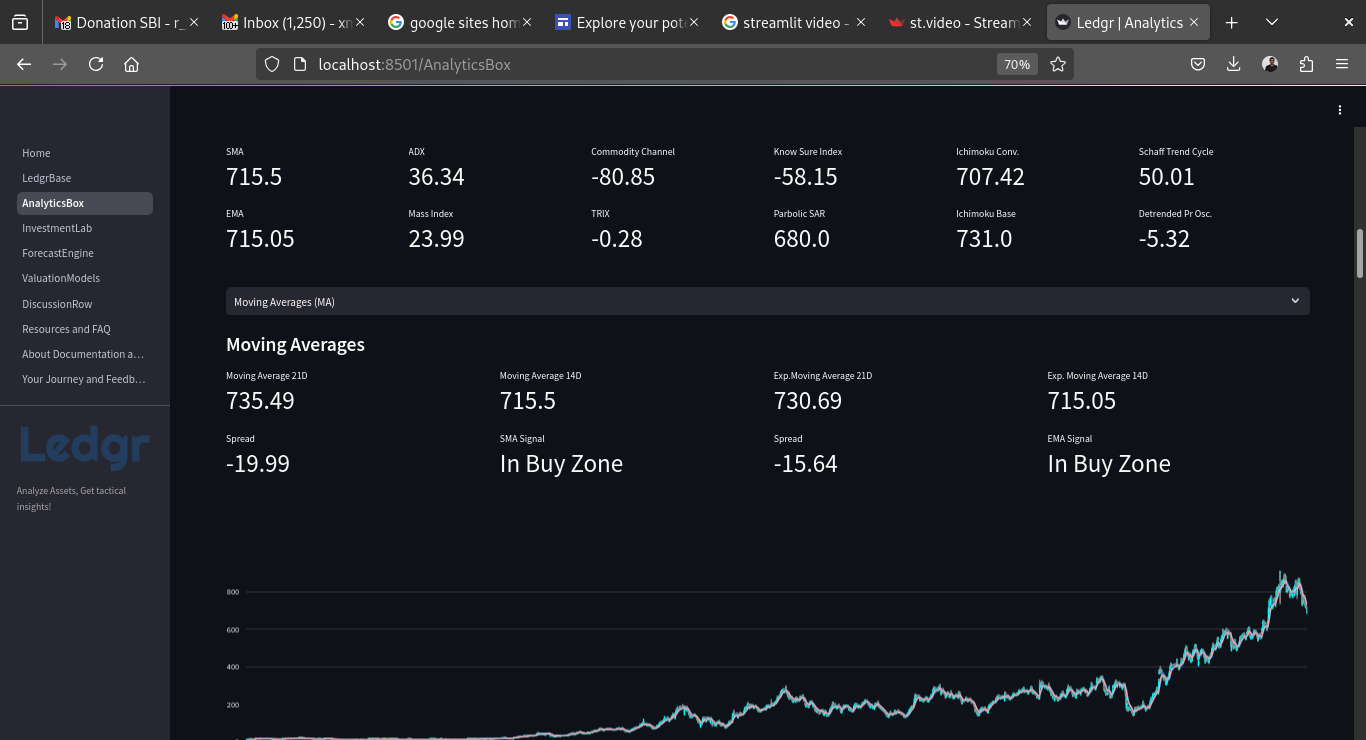 Donation SBI - r_
Inbox (1,250) - xn
google sites hom
Explore your pot
streamlit video -
st.video - Stream
Ledgr | Analytics
localhost:8501/AnalyticsBox
70%
Home
LedgrBase
AnalyticsBox
InvestmentLab
ForecastEngine
ValuationModels
DiscussionRow
Resources and FAQ
About Documentation a…
Your Journey and Feedb…
Ledgr
Analyze Assets, Get tactical
insights!
SMA ADX Commodity Channel Know Sure Index Ichimoku Conv. Schaff Trend Cycle
715.5 36.34 -80.85 -58.15 707.42 50.01
EMA Mass Index TRIX Parbolic SAR Ichimoku Base Detrended Pr Osc.
715.05 23.99 -0.28 680.0 731.0 -5.32
Moving Averages (MA)
Moving Averages
Moving Average 21D Moving Average 14D Exp.Moving Average 21D Exp. Moving Average 14D
735.49 715.5 730.69 715.05
Spread SMA Signal Spread EMA Signal
-19.99 In Buy Zone -15.64 In Buy Zone
800
600
400
200